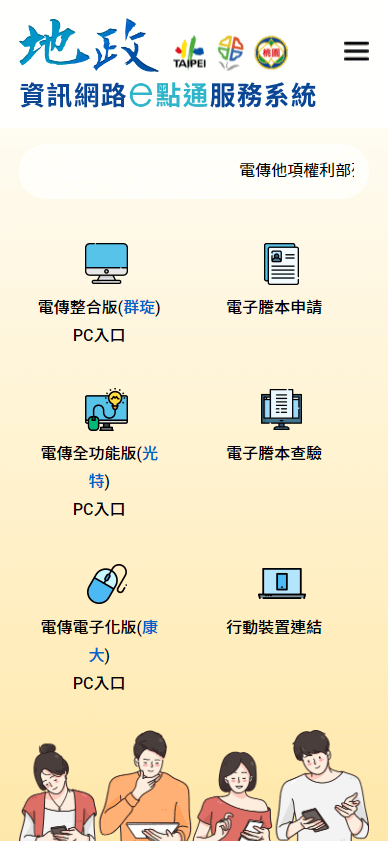 地政
TAIPEI
桃園
資訊網路e點通服務系統
電傳他項權利部
電傳整合版(群琁)
PC入口
電子謄本申請
電傳全功能版(光
特)
PC入口
電子謄本查驗
電傳電子化版(康
大)
PC入口
行動裝置連結